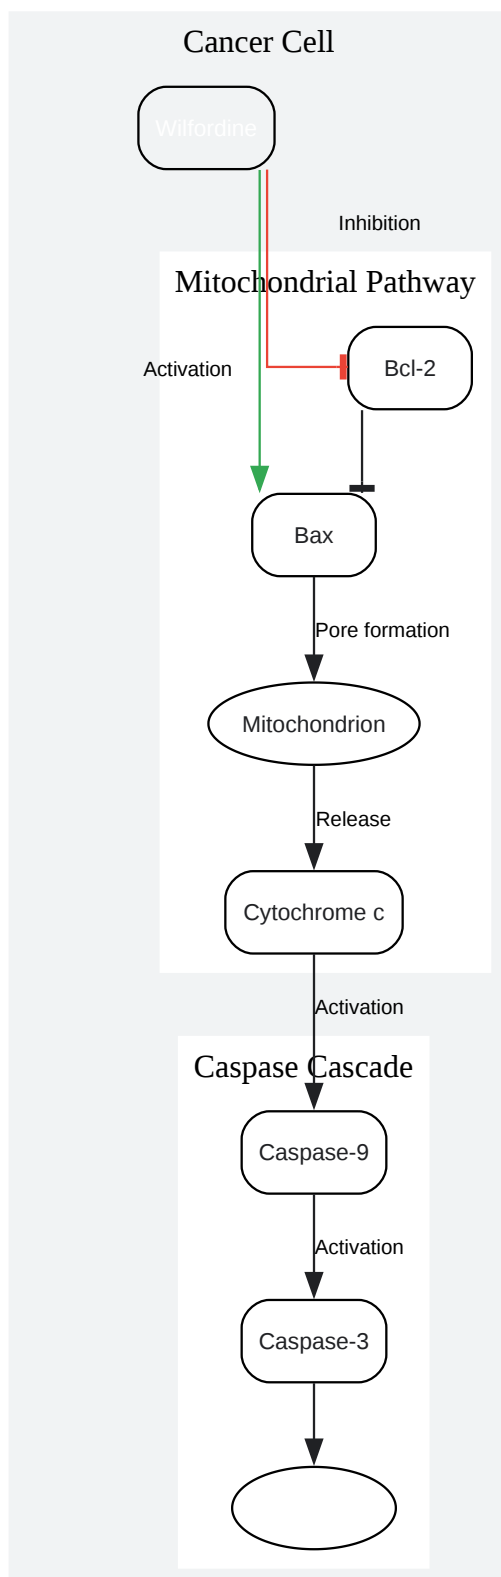 Cancer Cell
Wilfordine
Inhibition
Mitochondrial Pathway
Activation
Bcl-2
Bax
Pore formation
Mitochondrion
Release
Cytochrome c
Activation
Caspase Cascade
Caspase-9
Activation
Caspase-3